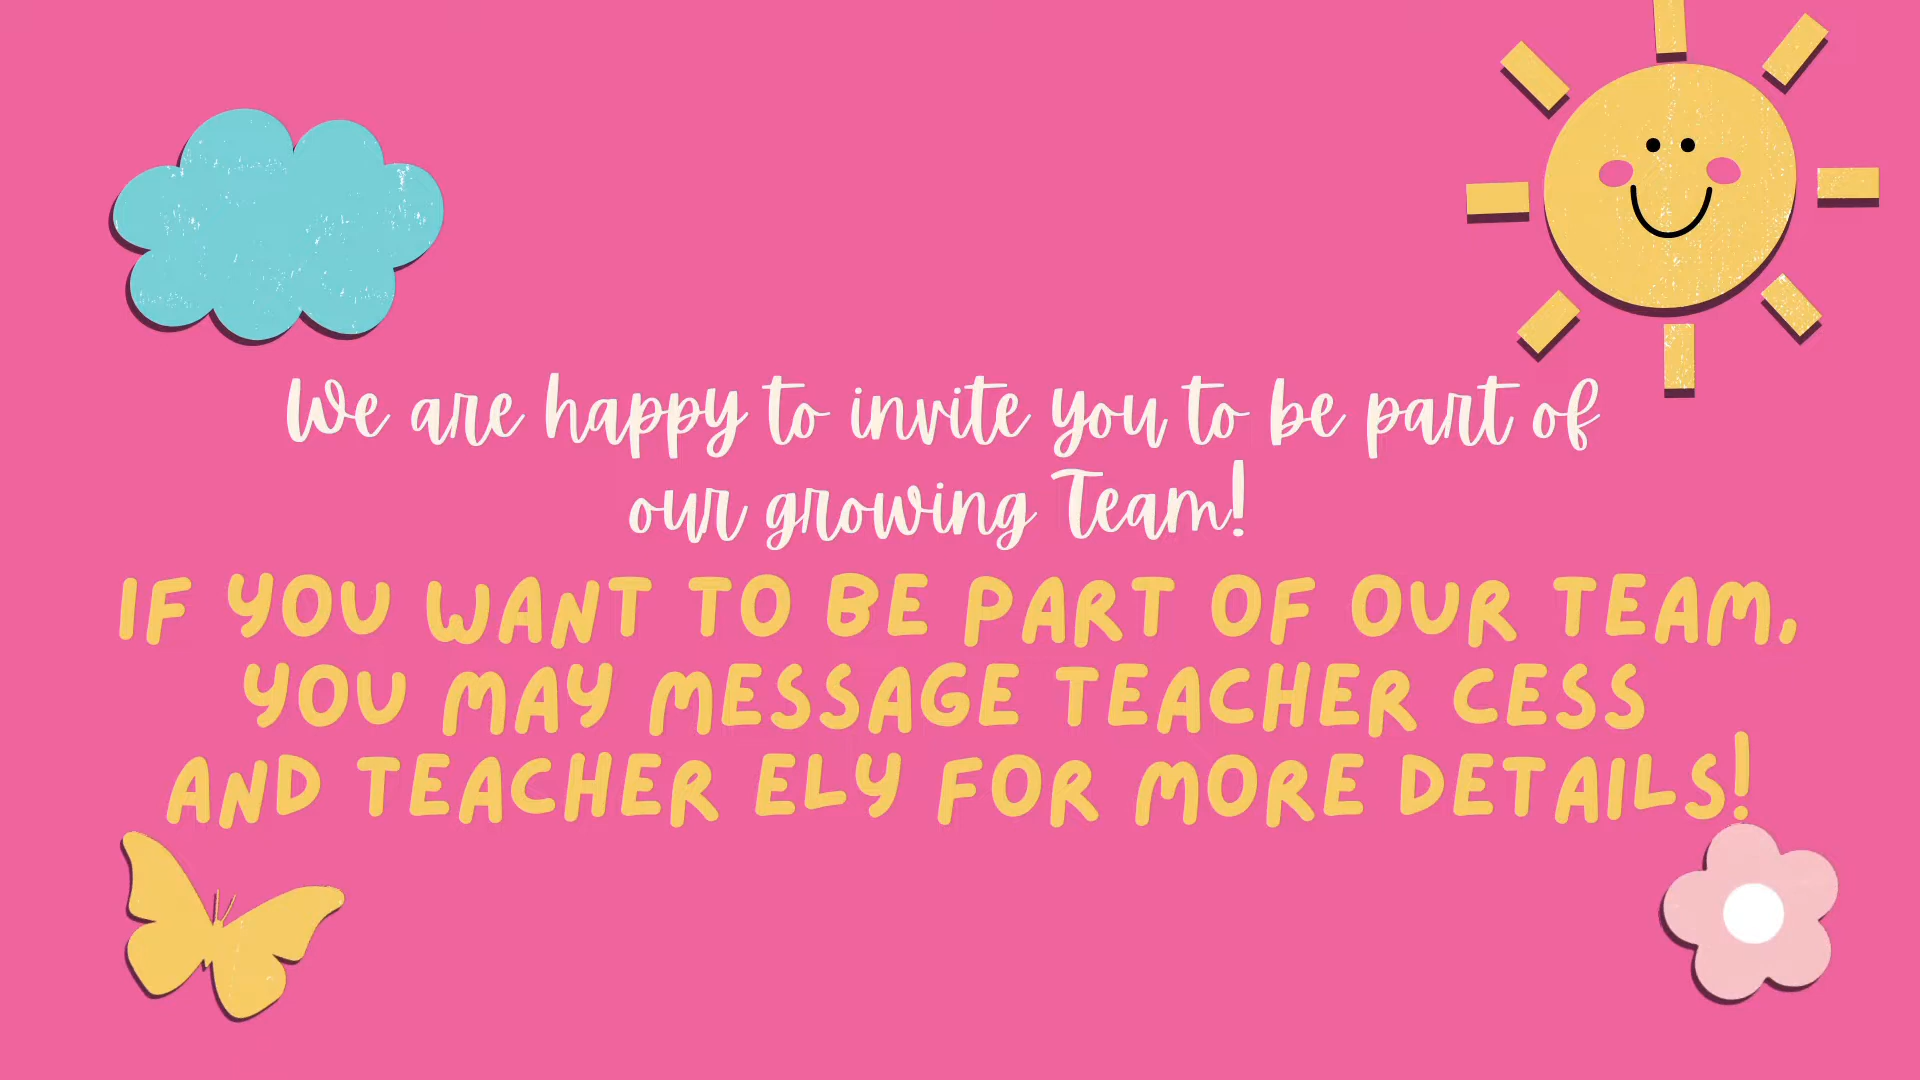 We are happy to invite you to be part of
our growing Team!
IF YOU WANT TO BE PART OF OUR TEAM,
YOU MAY MESSAGE TEACHER CESS
AND TEACHER ELY FOR MORE DETAILS!